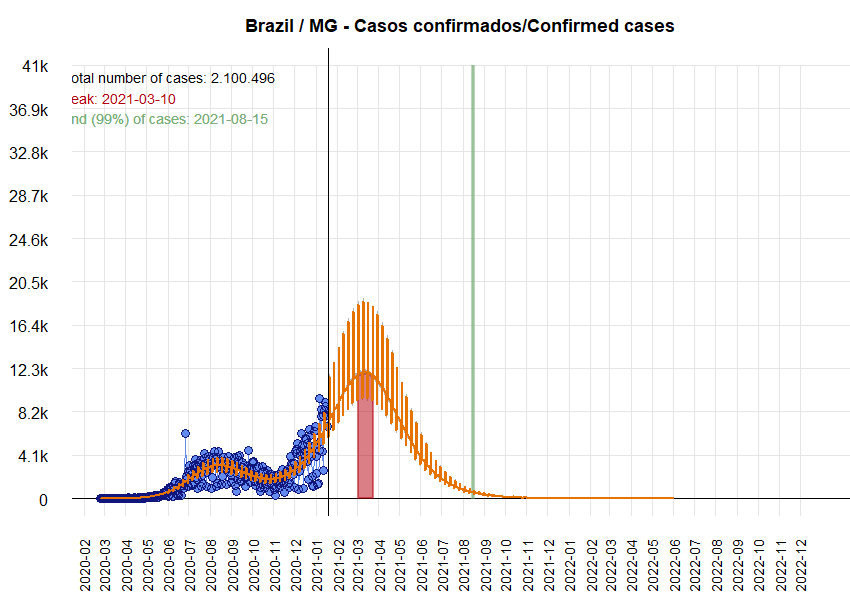 Brazil / MG - Casos confirmados/Confirmed cases
41k
otal number of cases: 2.100.496
eak: 2021-03-10
nd (99%) of cases: 2021-08-15
36.9k
32.8k
28.7k
24.6k
20.5k
16.4k
12.3k
8.2k
4.1k
0
2020-02
2020-03
2020-04
2020-05
2020-06
2020-07
2020-08
2020-09
2020-10
2020-11
2020-12
2021-01
2021-02
2021-03
2021-04
2021-05
2021-06
2021-07
2021-08
2021-09
2021-10
2021-11
2021-12
2022-01
2022-02
2022-03
2022-04
2022-05
2022-06
2022-07
2022-08
2022-09
2022-10
2022-11
2022-12